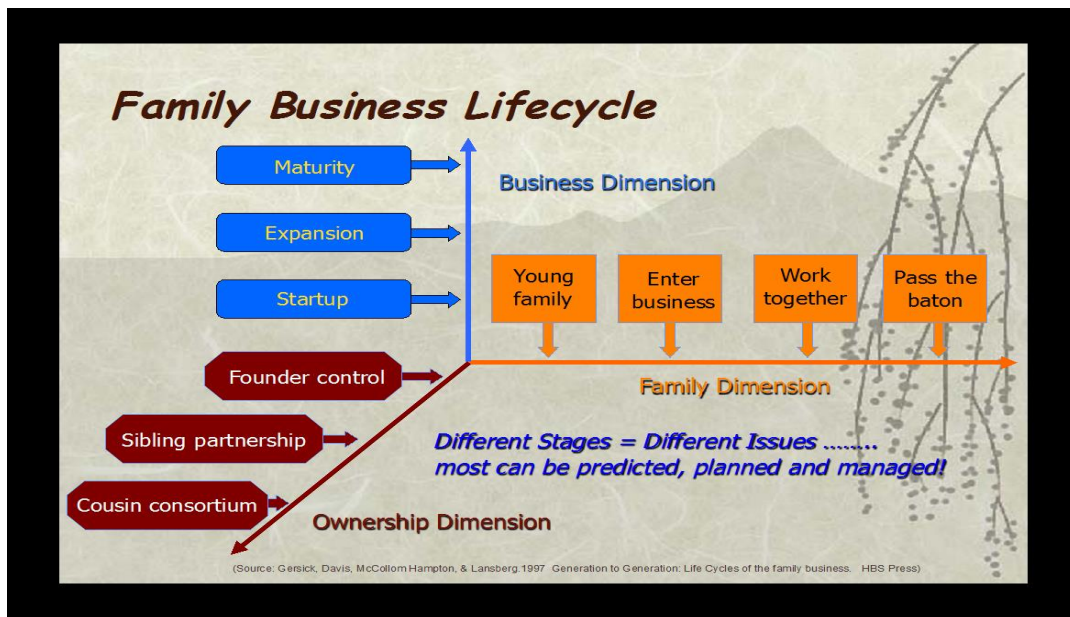 Family Business Lifecycle
Maturity
Business Dimension
Expansion
Startup
Young
family
Enter
business
Work
together
Pass the
baton
Founder control
Family Dimension
Sibling partnership
Different Stages = Different Issues ........
most can be predicted, planned and managed!
Cousin consortium
Ownership Dimension
(Source: Gersick, Davis, McCollom Hampton, & Lansberg.1997 Generation to Generation: Life Cycles of the family business. HBS Press)